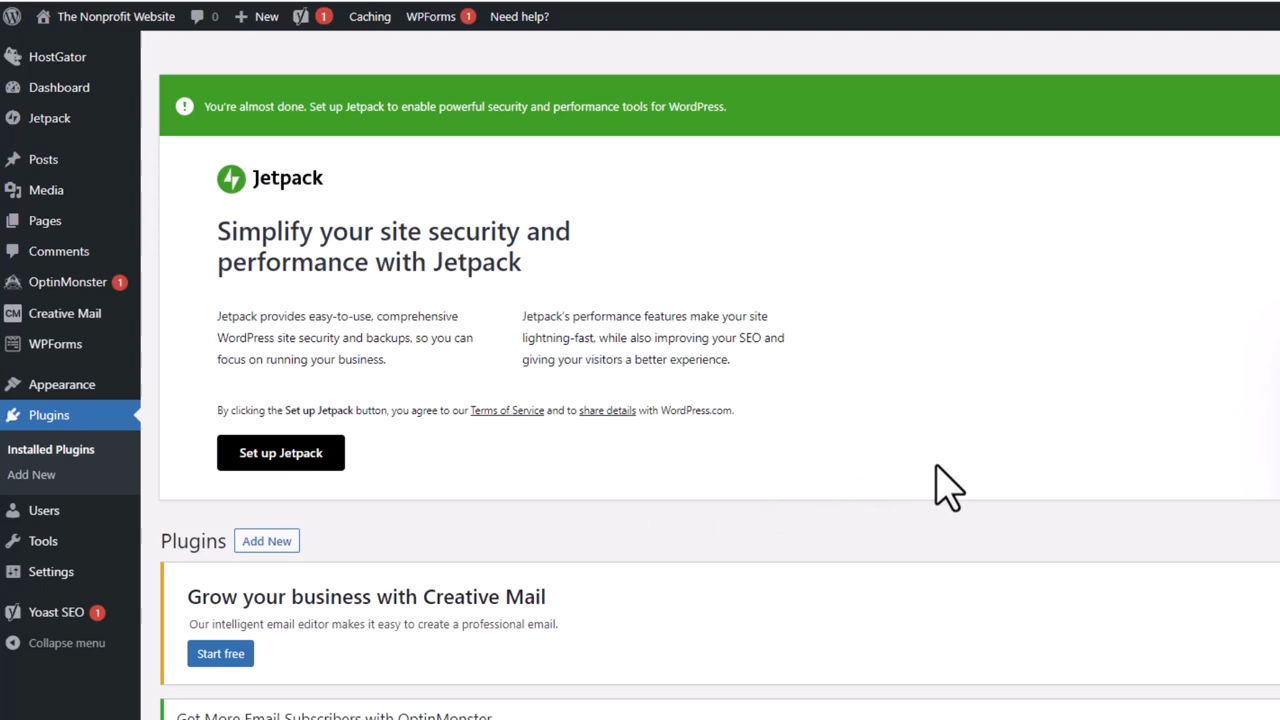 The Nonprofit Website 0 New 1 Caching WPForms 1 Need help?
HostGator
Dashboard
Jetpack
Posts
Media
Pages
Comments
OptinMonster 1
CM Creative Mail
WPForms
Appearance
Plugins
Installed Plugins
Add New
Users
Tools
Settings
Yoast SEO 1
Collapse menu
You're almost done. Set up Jetpack to enable powerful security and performance tools for WordPress.
Jetpack
Simplify your site security and
performance with Jetpack
Jetpack provides easy-to-use, comprehensive
WordPress site security and backups, so you can
focus on running your business.
Jetpack's performance features make your site
lightning-fast, while also improving your SEO and
giving your visitors a better experience.
By clicking the Set up Jetpack button, you agree to our Terms of Service and to share details with WordPress.com.
Set up Jetpack
Plugins Add New
Grow your business with Creative Mail
Our intelligent email editor makes it easy to create a professional email.
Start free
Get More Email Subscribers with OptinMonster